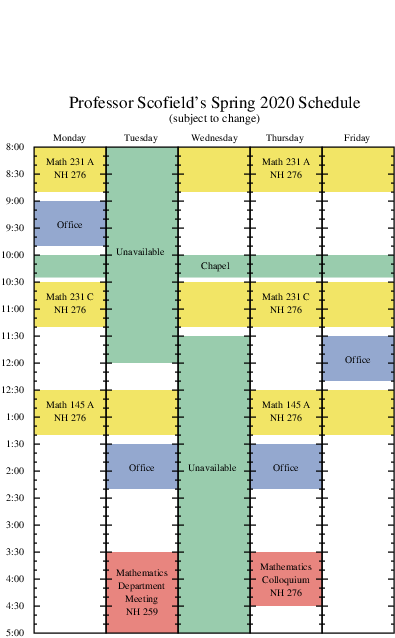 Professor Scofield's Spring 2020 Schedule
(subject to change)
Monday Tuesday Wednesday Thursday Friday
8:00
Math 231 A Math 231 A
8:30 NH 276 NH 276
9:00
9:30 Office
10:00 Unavailable
Chapel
10:30
Math 231 C Math 231 C
11:00 NH 276 NH 276
11:30
12:00 Office
12:30
Math 145 A Math 145 A
1:00 NH 276 NH 276
1:30
2:00 Office Unavailable Office
2:30
3:00
3:30
Mathematics Mathematics
4:00 Department Colloquium
Meeting NH 276
4:30 NH 259
5:00